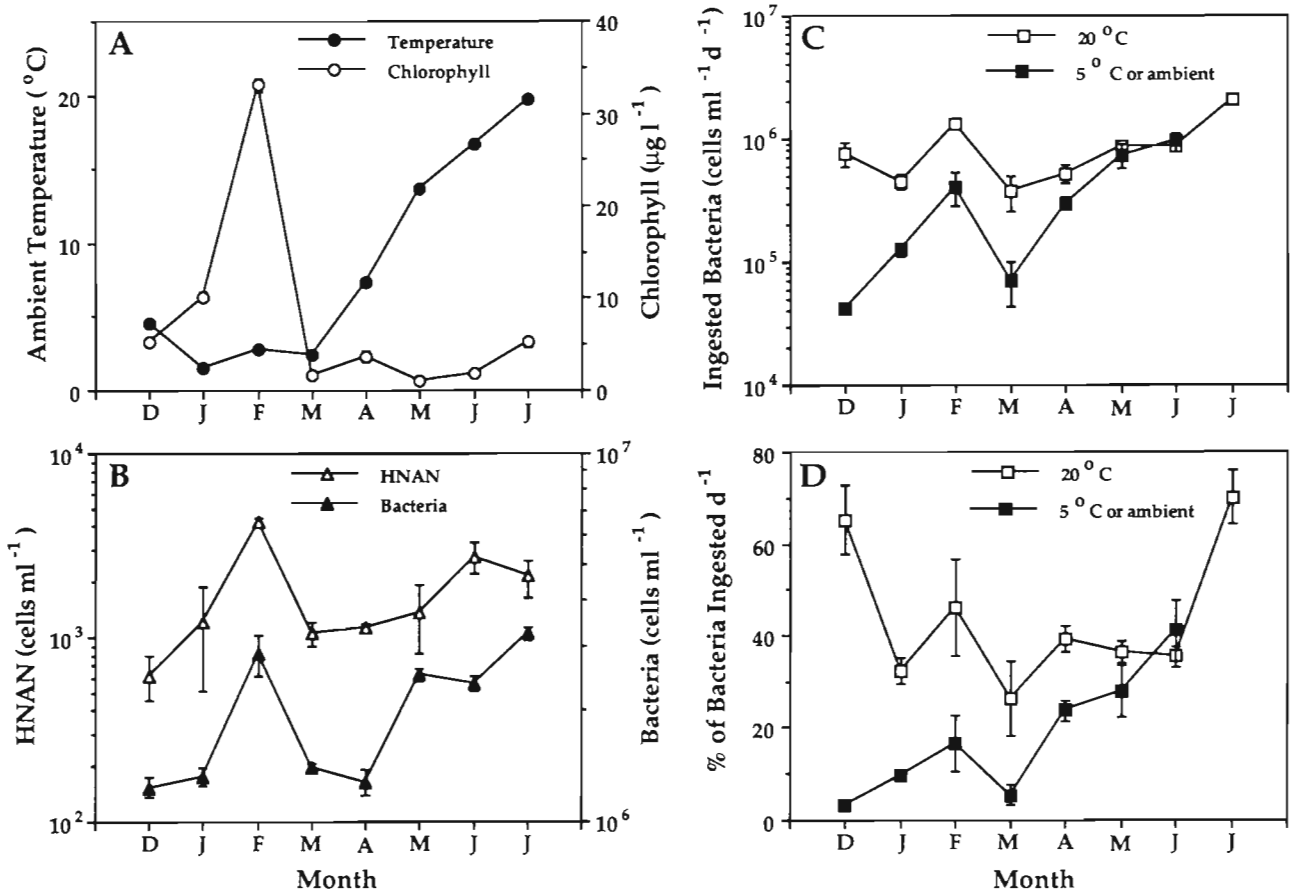 A
Temperature
Chlorophyll
Ambient Temperature (°C)
20
10
0
Chlorophyll (µg l⁻¹)
40
30
20
10
0
D J F M A M J J
B
HNAN
Bacteria
HNAN (cells ml⁻¹)
10⁴
10³
10²
Bacteria (cells ml⁻¹)
10⁷
10⁶
D J F M A M J J
Month
C
20 °C
5 °C or ambient
Ingested Bacteria (cells ml⁻¹ d⁻¹)
10⁷
10⁶
10⁵
10⁴
D J F M A M J J
D
20 °C
5 °C or ambient
% of Bacteria Ingested d⁻¹
80
60
40
20
0
D J F M A M J J
Month